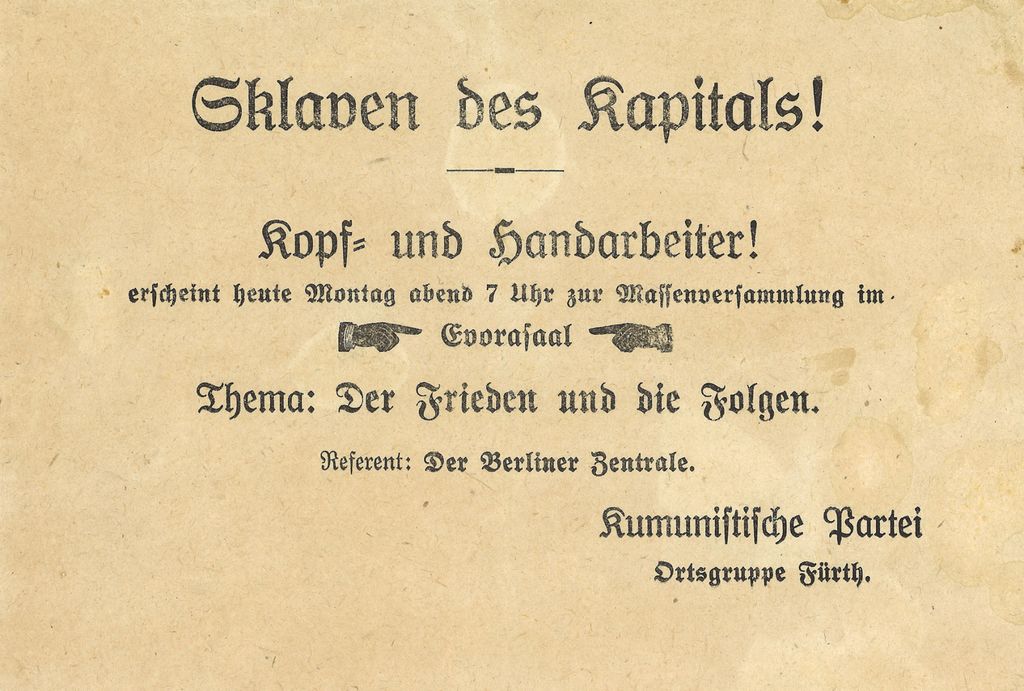 Sklaven des Kapitals!
Kopf- und Handarbeiter!
erscheint heute Montag abend 7 Uhr zur Massenversammlung im
Evorasaal
Thema: Der Frieden und die Folgen.
Referent: Der Berliner Zentrale.
Kumunistische Partei
Ortsgruppe Fürth.